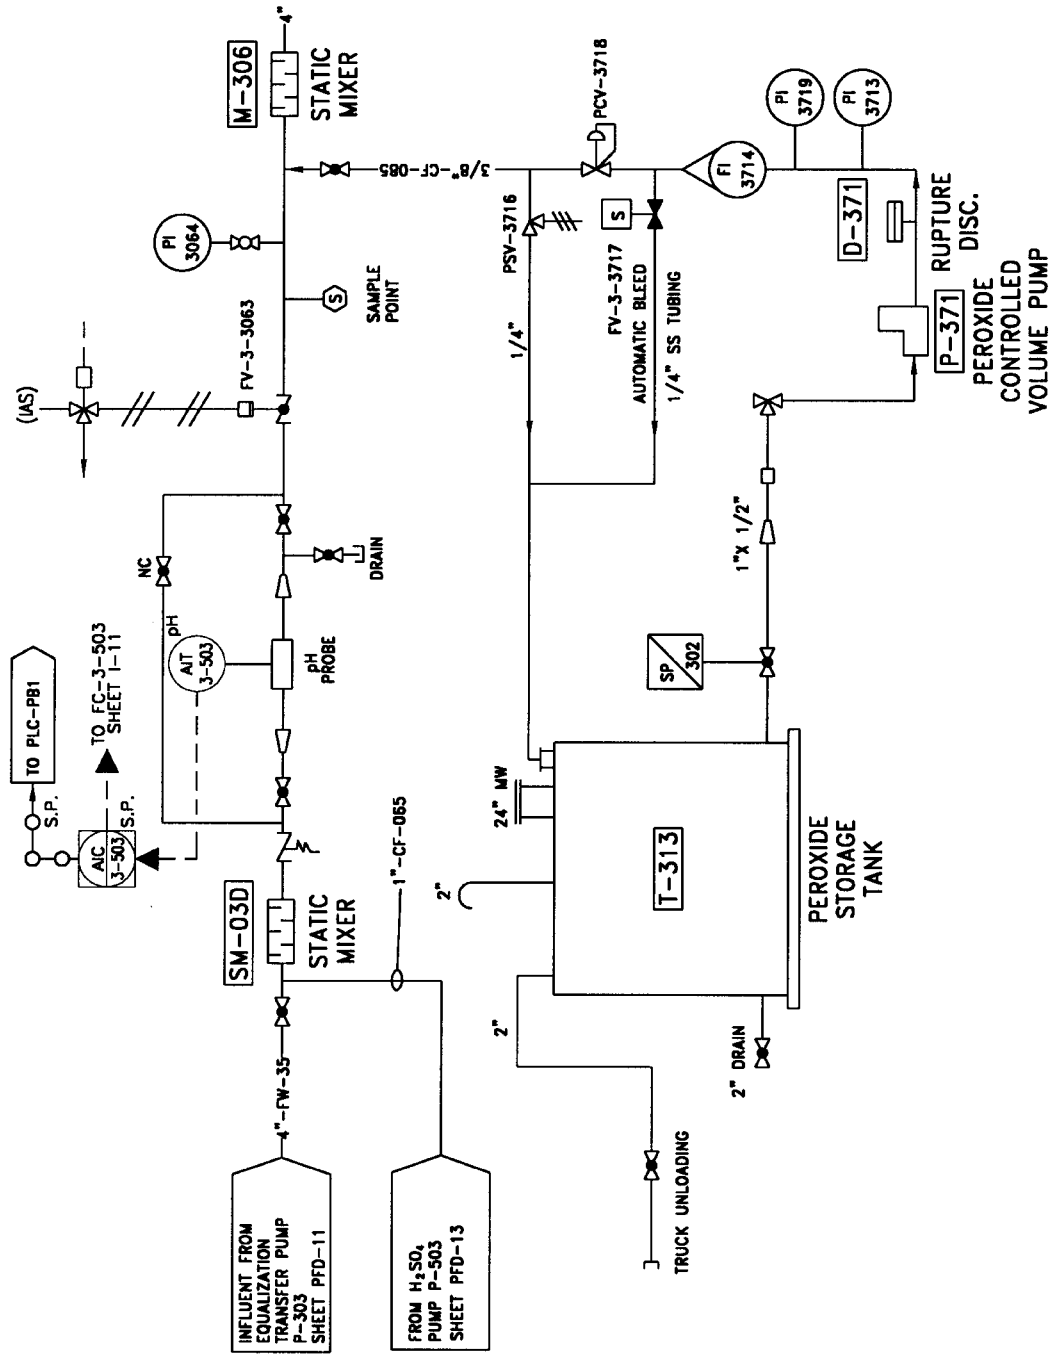 M-306
STATIC
MIXER
4"
PI
3064
SAMPLE
POINT
S
(IAS)
FV-3-3063
3/8"-CF-085
PCV-3718
PSV-3716
1/4"
S
FV-3-3717
AUTOMATIC BLEED
1/4" SS TUBING
FI
3714
PI
3719
PI
3713
D-371
RUPTURE
DISC.
P-371
PEROXIDE
CONTROLLED
VOLUME PUMP
TO PLC-PB1
S.P.
TO FC-3-503
SHEET I-11
AIC
3-503
S.P.
NC
pH
AIT
3-503
pH
PROBE
DRAIN
SM-03D
STATIC
MIXER
1"-CF-065
4"-FW-35
INFLUENT FROM
EQUALIZATION
TRANSFER PUMP
P-303
SHEET PFD-11
FROM H₂SO₄
PUMP P-503
SHEET PFD-13
1"X 1/2"
SP
302
24" MW
2"
2"
T-313
PEROXIDE
STORAGE
TANK
2" DRAIN
TRUCK UNLOADING